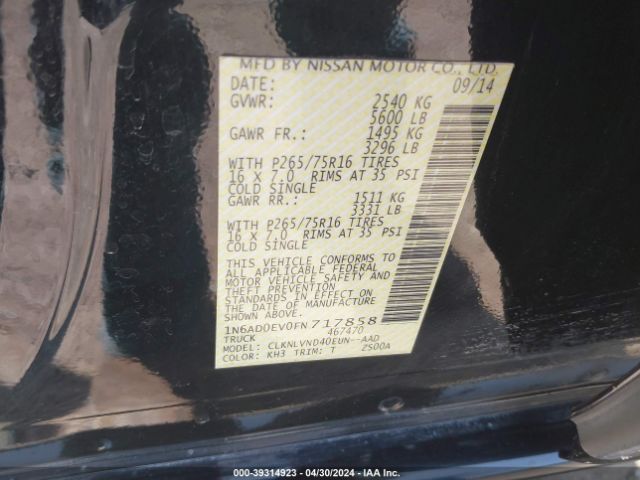 MFD BY NISSAN MOTOR CO., LTD.
DATE: 09/14
GVWR: 2540 KG
5600 LB
GAWR FR.: 1495 KG
3296 LB
WITH P265/75R16 TIRES
16 X 7.0 RIMS AT 35 PSI
COLD SINGLE
GAWR RR.: 1511 KG
3331 LB
WITH P265/75R16 TIRES
16 X 7.0 RIMS AT 35 PSI
COLD SINGLE
THIS VEHICLE CONFORMS TO
ALL APPLICABLE FEDERAL
MOTOR VEHICLE SAFETY AND
THEFT PREVENTION
STANDARDS IN EFFECT ON THE
DATE OF MANUFACTURE.
1N6AD0EV0FN717858
TRUCK 467470
MODEL: CLKNLVND40EUN--AAD
COLOR: KH3 TRIM: T 2S00A
000-39314923 - 04/30/2024 - IAA Inc.